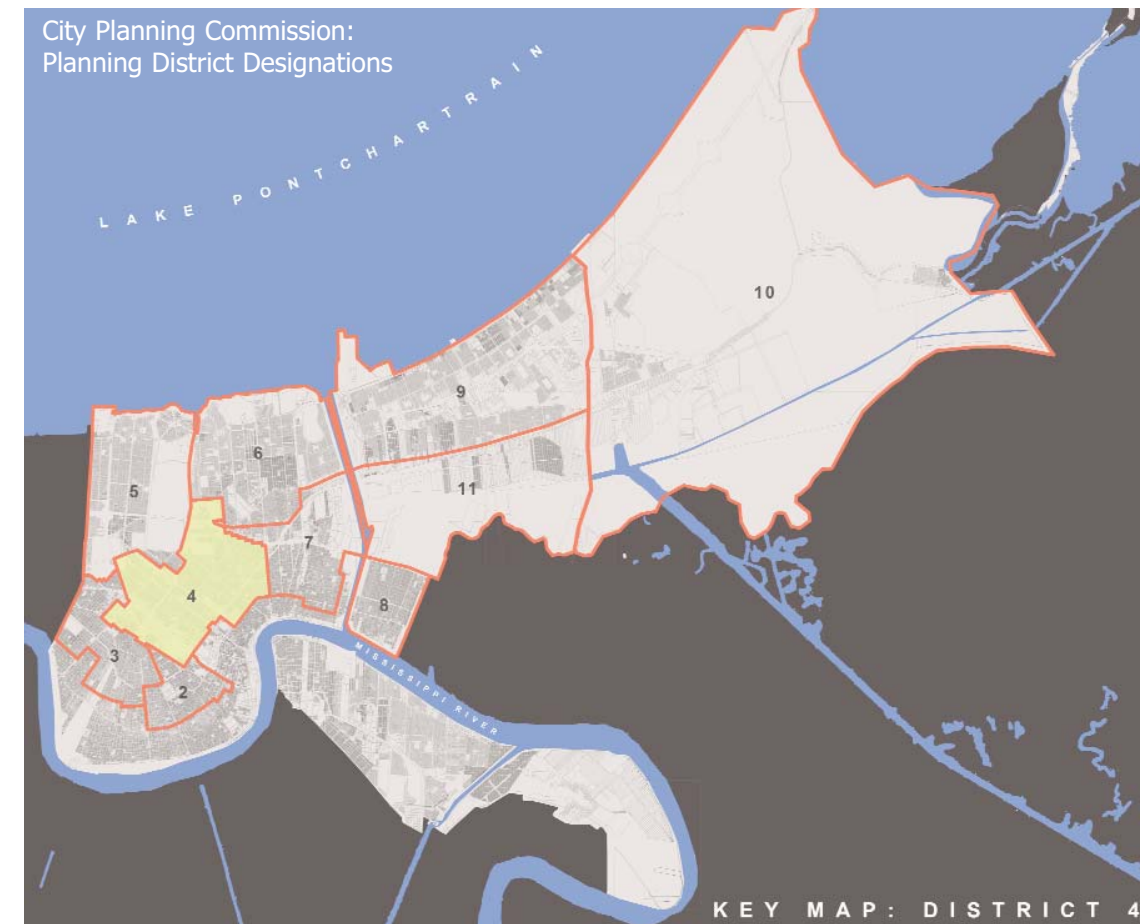 City Planning Commission:
Planning District Designations
LAKE PONTCHARTRAIN
10
9
6
5
11
7
4
8
3
2
MISSISSIPPI RIVER
KEY MAP: DISTRICT 4